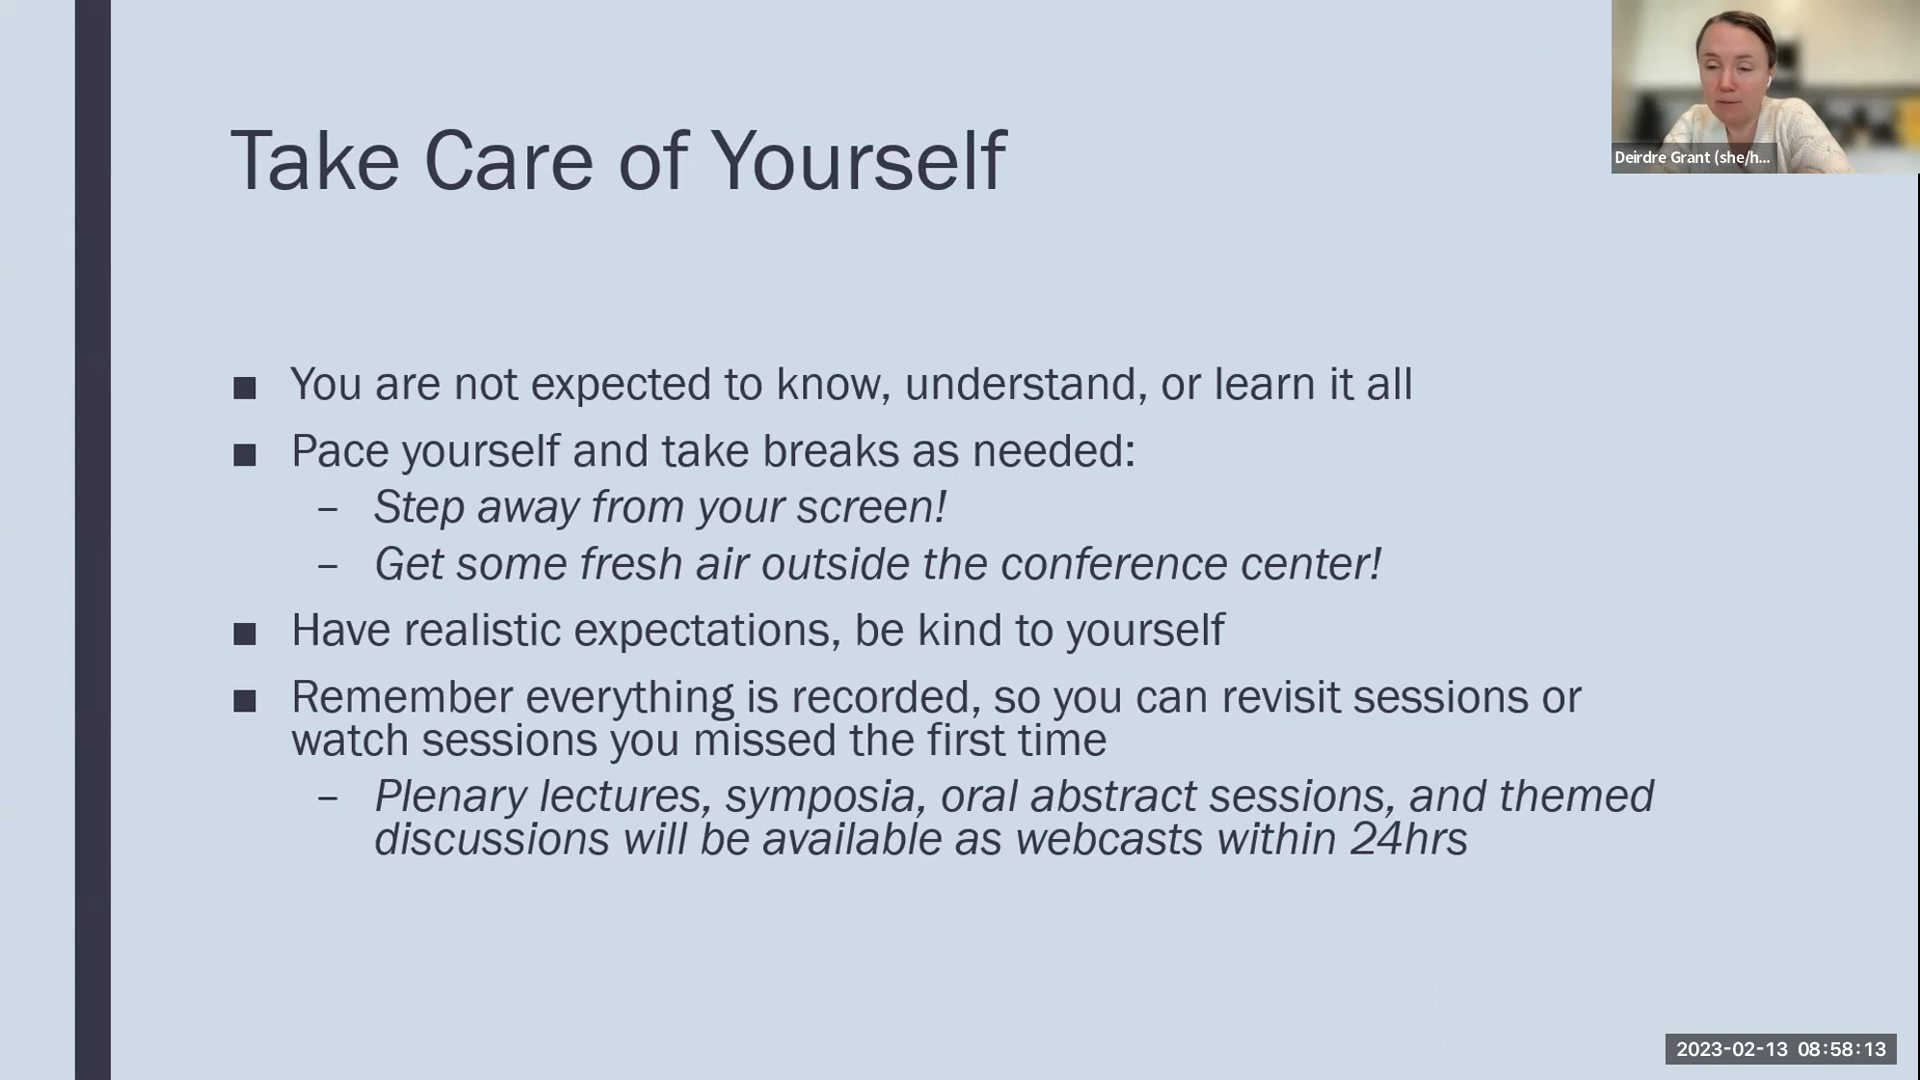 Deirdre Grant (she/h...
Take Care of Yourself
■ You are not expected to know, understand, or learn it all
■ Pace yourself and take breaks as needed:
– Step away from your screen!
– Get some fresh air outside the conference center!
■ Have realistic expectations, be kind to yourself
■ Remember everything is recorded, so you can revisit sessions or
watch sessions you missed the first time
– Plenary lectures, symposia, oral abstract sessions, and themed
discussions will be available as webcasts within 24hrs
2023-02-13 08:58:13